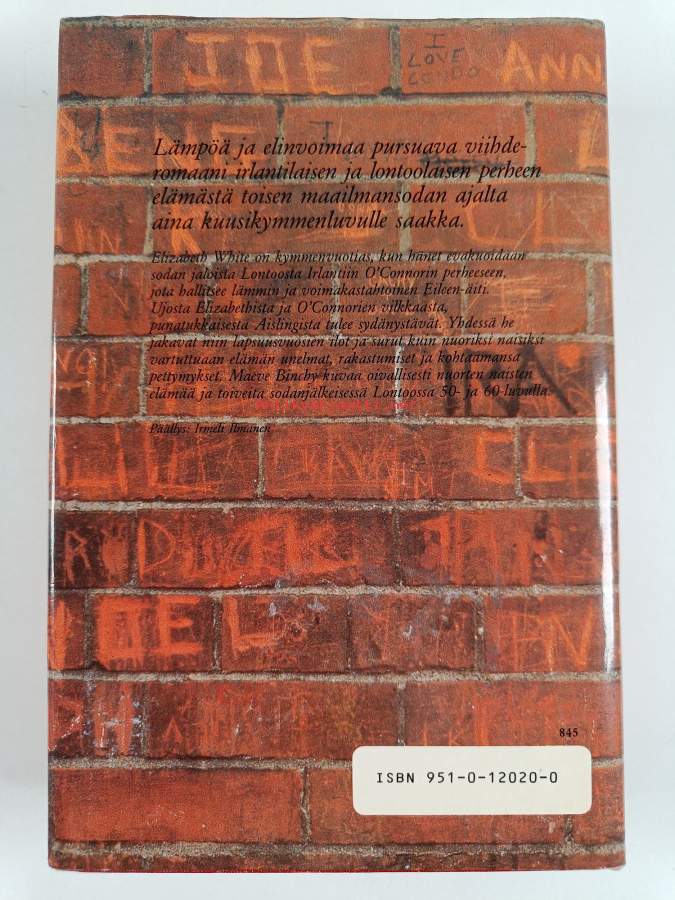 JOE
I
LOVE
ANN
Lämpöä ja elinvoimaa pursuava viihde-
romaani irlantilaisen ja lontoolaisen perheen
elämästä toisen maailmansodan ajalta
aina kuusikymmenluvulle saakka.
Elizabeth White on kymmenvuotias, kun hänet evakuoidaan
sodan jaloista Lontoosta Irlantiin O'Connorin perheeseen,
jota hallitsee lämmin ja voimakastahtoinen Eileen-äiti.
Ujosta Elizabethista ja O'Connorien vilkkaasta,
punatukkaisesta Aislingista tulee sydänystävät. Yhdessä he
jakavat niin lapsuusvuosien ilot ja surut kuin nuoriksi naisiksi
vartuttuaan elämän unelmat, rakastumiset ja kohtaamansa
pettymykset. Maeve Binchy kuvaa oivallisesti nuorten naisten
elämää ja toiveita sodanjälkeisessä Lontoossa 50- ja 60-luvulla.
Päällys: Irmeli Ilmanen
845
ISBN 951-0-12020-0